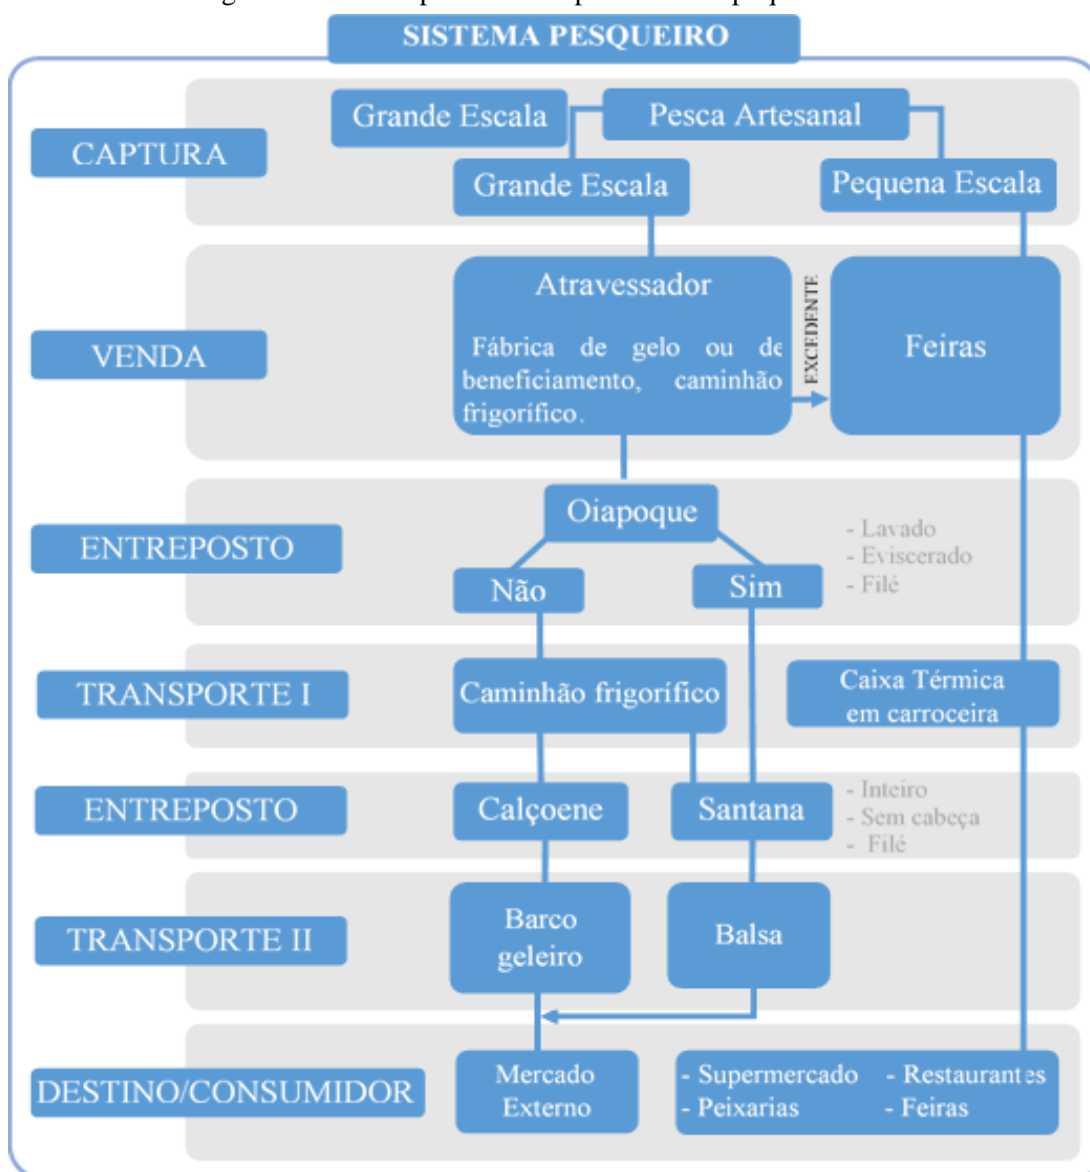 SISTEMA PESQUEIRO
CAPTURA
Grande Escala
Pesca Artesanal
Grande Escala
Pequena Escala
VENDA
Atravessador
Fábrica de gelo ou de
beneficiamento, caminhão
frigorífico.
EXCEDENTE
Feiras
ENTREPOSTO
Oiapoque
Não
Sim
- Lavado
- Eviscerado
- Filé
TRANSPORTE I
Caminhão frigorífico
Caixa Térmica
em carroceira
ENTREPOSTO
Calçoene
Santana
- Inteiro
- Sem cabeça
- Filé
TRANSPORTE II
Barco
geleiro
Balsa
DESTINO/CONSUMIDOR
Mercado
Externo
- Supermercado - Restaurantes
- Peixarias - Feiras